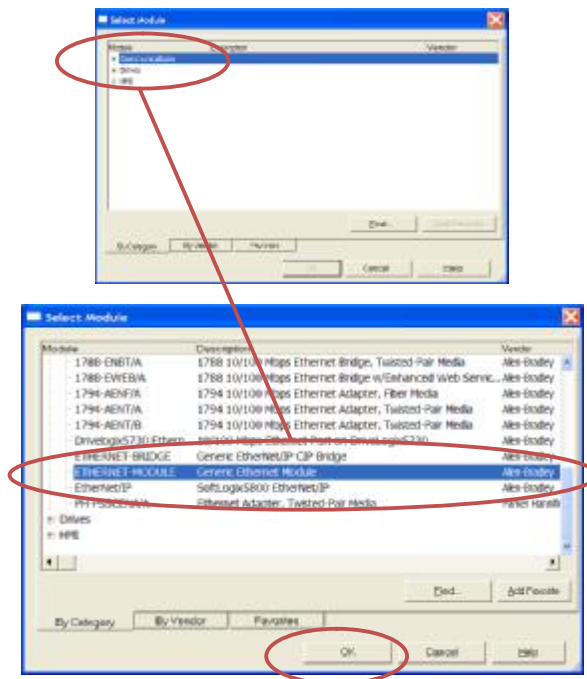 Select Module
Module Description Vendor
Communications
Drives
HMI
Find...
By Category By Vendor Favorites
Cancel Help
Select Module
Module Description Vendor
1788-ENBT/A 1788 10/100 Mbps Ethernet Bridge, Twisted-Pair Media Allen-Bradley
1788-EWEB/A 1788 10/100 Mbps Ethernet Bridge w/Enhanced Web Servic... Allen-Bradley
1794-AENF/A 1794 10/100 Mbps Ethernet Adapter, Fiber Media Allen-Bradley
1794-AENT/A 1794 10/100 Mbps Ethernet Adapter, Twisted-Pair Media Allen-Bradley
1794-AENT/B 1794 10/100 Mbps Ethernet Adapter, Twisted-Pair Media Allen-Bradley
DriveLogix5730 Ethern 10/100 Mbps Ethernet Port on DriveLogix5730 Allen-Bradley
ETHERNET-BRIDGE Generic EtherNet/IP CIP Bridge Allen-Bradley
ETHERNET-MODULE Generic Ethernet Module Allen-Bradley
EtherNet/IP SoftLogix5800 EtherNet/IP Allen-Bradley
Ethernet Adapter, Twisted-Pair Media Parker Hannifi
Drives
HMI
Find... Add Favorite
By Category By Vendor Favorites
OK Cancel Help